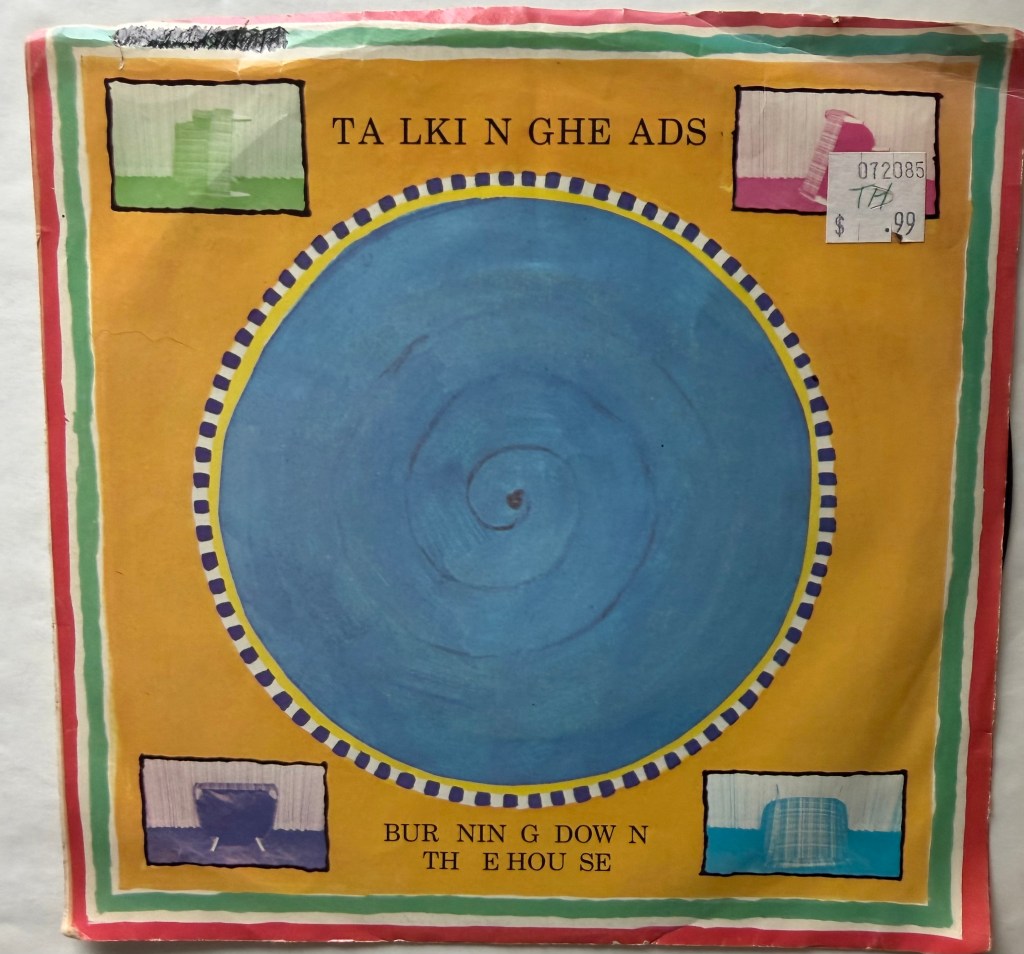 TA LKI N GHE ADS
072085
TH
$ .99
BUR NIN G DOW N
TH E HOU SE